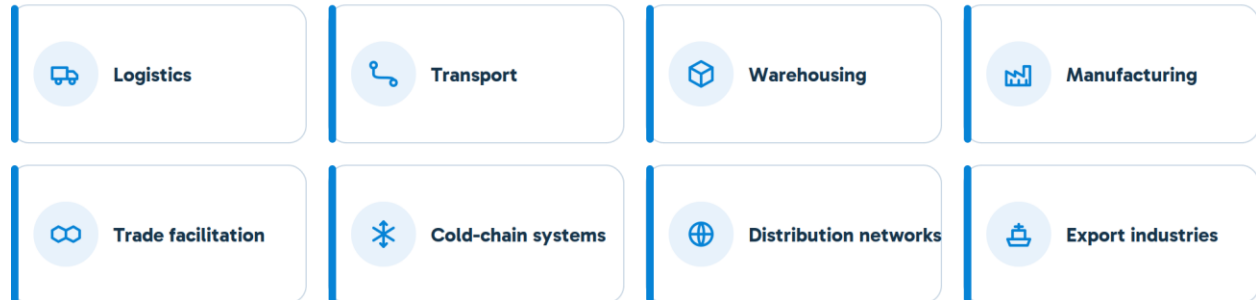 Logistics
Transport
Warehousing
Manufacturing
Trade facilitation
Cold-chain systems
Distribution networks
Export industries